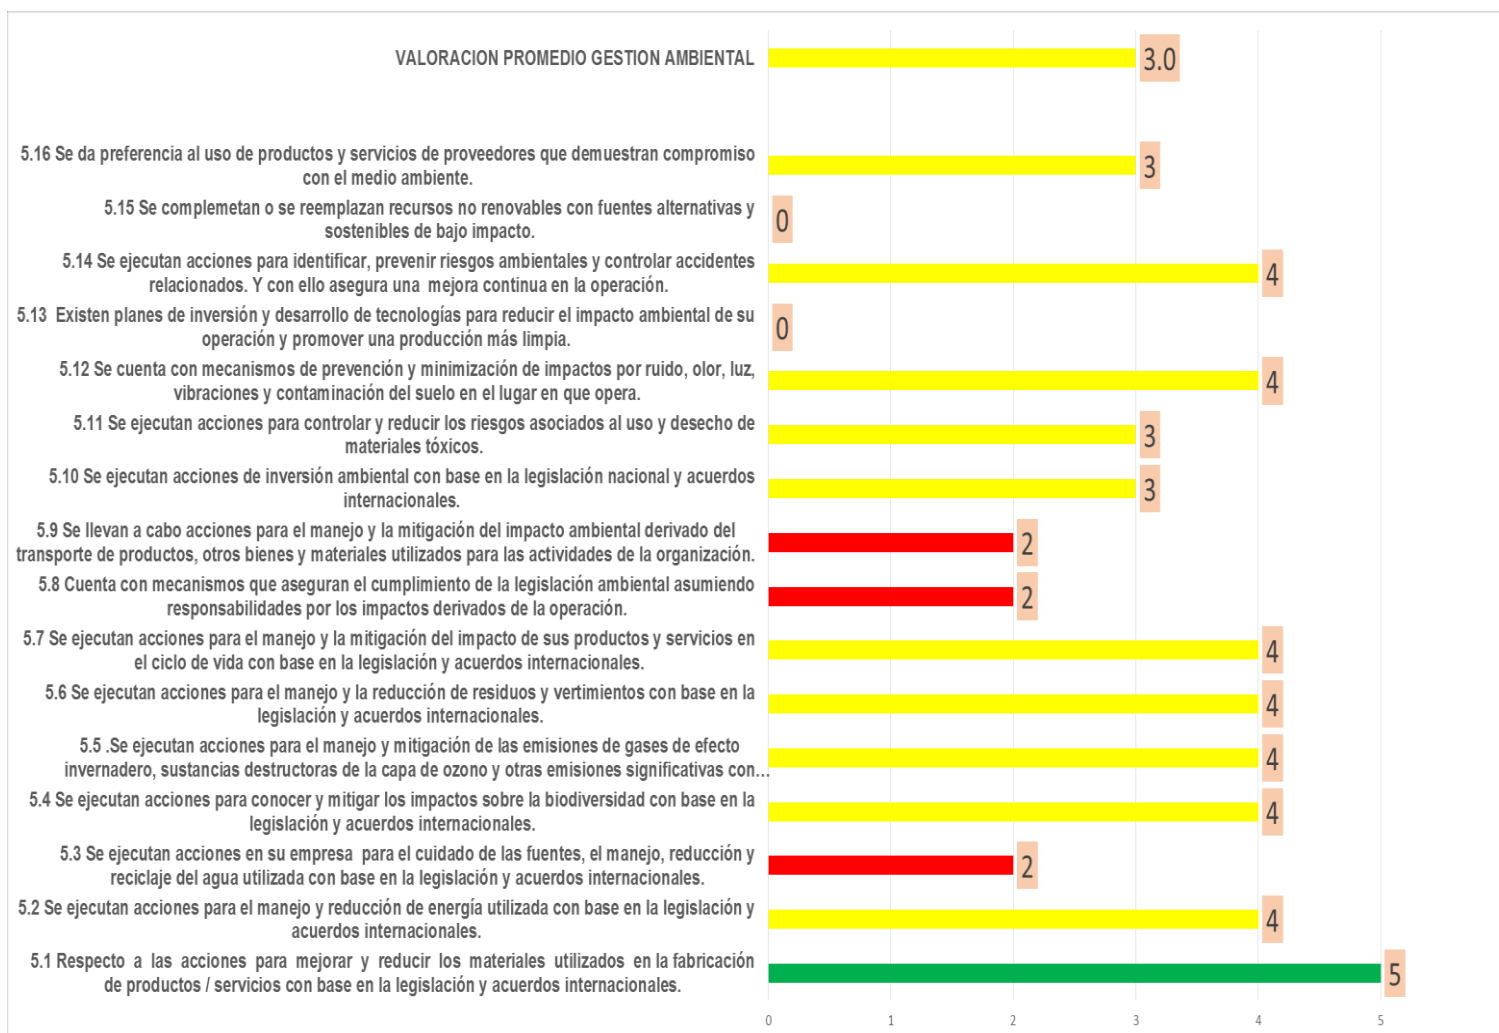 VALORACION PROMEDIO GESTION AMBIENTAL
3.0
5.16 Se da preferencia al uso de productos y servicios de proveedores que demuestran compromiso
con el medio ambiente.
3
5.15 Se complemetan o se reemplazan recursos no renovables con fuentes alternativas y
sostenibles de bajo impacto.
0
5.14 Se ejecutan acciones para identificar, prevenir riesgos ambientales y controlar accidentes
relacionados. Y con ello asegura una  mejora continua en la operación.
4
5.13  Existen planes de inversión y desarrollo de tecnologías para reducir el impacto ambiental de su
operación y promover una producción más limpia.
0
5.12 Se cuenta con mecanismos de prevención y minimización de impactos por ruido, olor, luz,
vibraciones y contaminación del suelo en el lugar en que opera.
4
5.11 Se ejecutan acciones para controlar y reducir los riesgos asociados al uso y desecho de
materiales tóxicos.
3
5.10 Se ejecutan acciones de inversión ambiental con base en la legislación nacional y acuerdos
internacionales.
3
5.9 Se llevan a cabo acciones para el manejo y la mitigación del impacto ambiental derivado del
transporte de productos, otros bienes y materiales utilizados para las actividades de la organización.
2
5.8 Cuenta con mecanismos que aseguran el cumplimiento de la legislación ambiental asumiendo
responsabilidades por los impactos derivados de la operación.
2
5.7 Se ejecutan acciones para el manejo y la mitigación del impacto de sus productos y servicios en
el ciclo de vida con base en la legislación y acuerdos internacionales.
4
5.6 Se ejecutan acciones para el manejo y la reducción de residuos y vertimientos con base en la
legislación y acuerdos internacionales.
4
5.5 .Se ejecutan acciones para el manejo y mitigación de las emisiones de gases de efecto
invernadero, sustancias destructoras de la capa de ozono y otras emisiones significativas con…
4
5.4 Se ejecutan acciones para conocer y mitigar los impactos sobre la biodiversidad con base en la
legislación y acuerdos internacionales.
4
5.3 Se ejecutan acciones en su empresa  para el cuidado de las fuentes, el manejo, reducción y
reciclaje del agua utilizada con base en la legislación y acuerdos internacionales.
2
5.2 Se ejecutan acciones para el manejo y reducción de energía utilizada con base en la legislación y
acuerdos internacionales.
4
5.1 Respecto a las acciones para mejorar y reducir los materiales utilizados en la fabricación
de productos / servicios con base en la legislación y acuerdos internacionales.
5
0 1 2 3 4 5